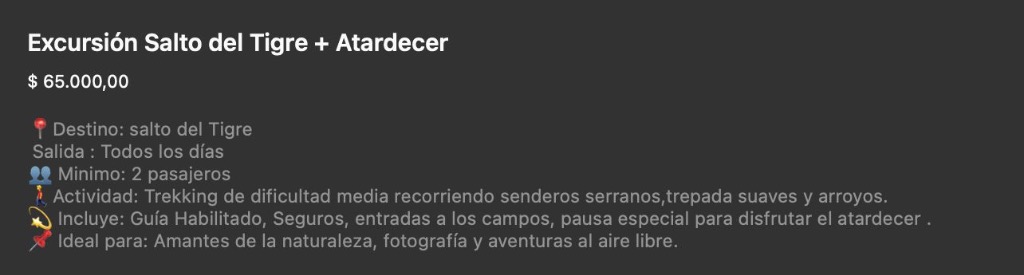 Excursión Salto del Tigre + Atardecer
$ 65.000,00
📍Destino: salto del Tigre
Salida : Todos los días
👥 Minimo: 2 pasajeros
🚶Actividad: Trekking de dificultad media recorriendo senderos serranos,trepada suaves y arroyos.
💫 Incluye: Guía Habilitado, Seguros, entradas a los campos, pausa especial para disfrutar el atardecer .
📌 Ideal para: Amantes de la naturaleza, fotografía y aventuras al aire libre.